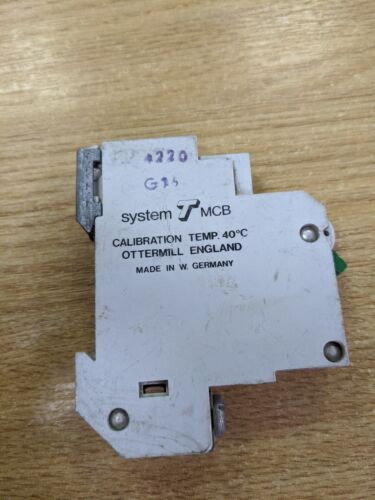 4220
G25
system T MCB
CALIBRATION TEMP. 40°C
OTTERMILL ENGLAND
MADE IN W. GERMANY